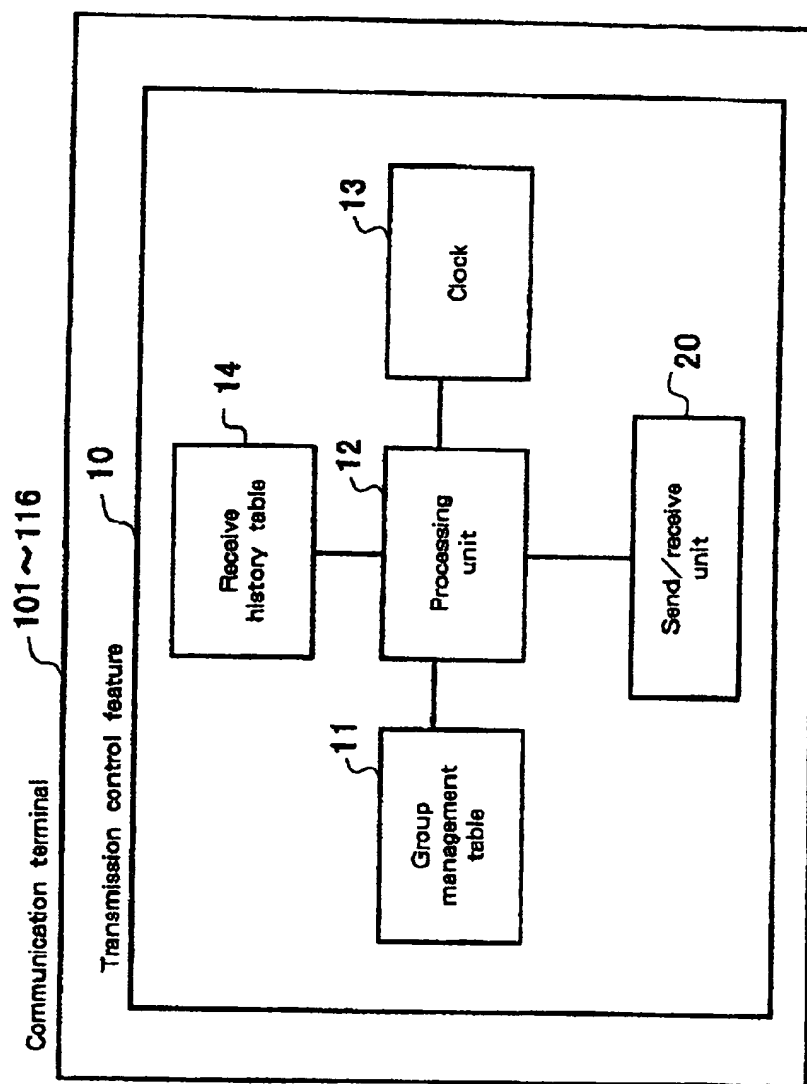 Communication terminal
101~116
Transmission control feature
10
Receive
history table
14
Group
management
table
11
Processing
unit
12
Clock
13
Send/receive
unit
20